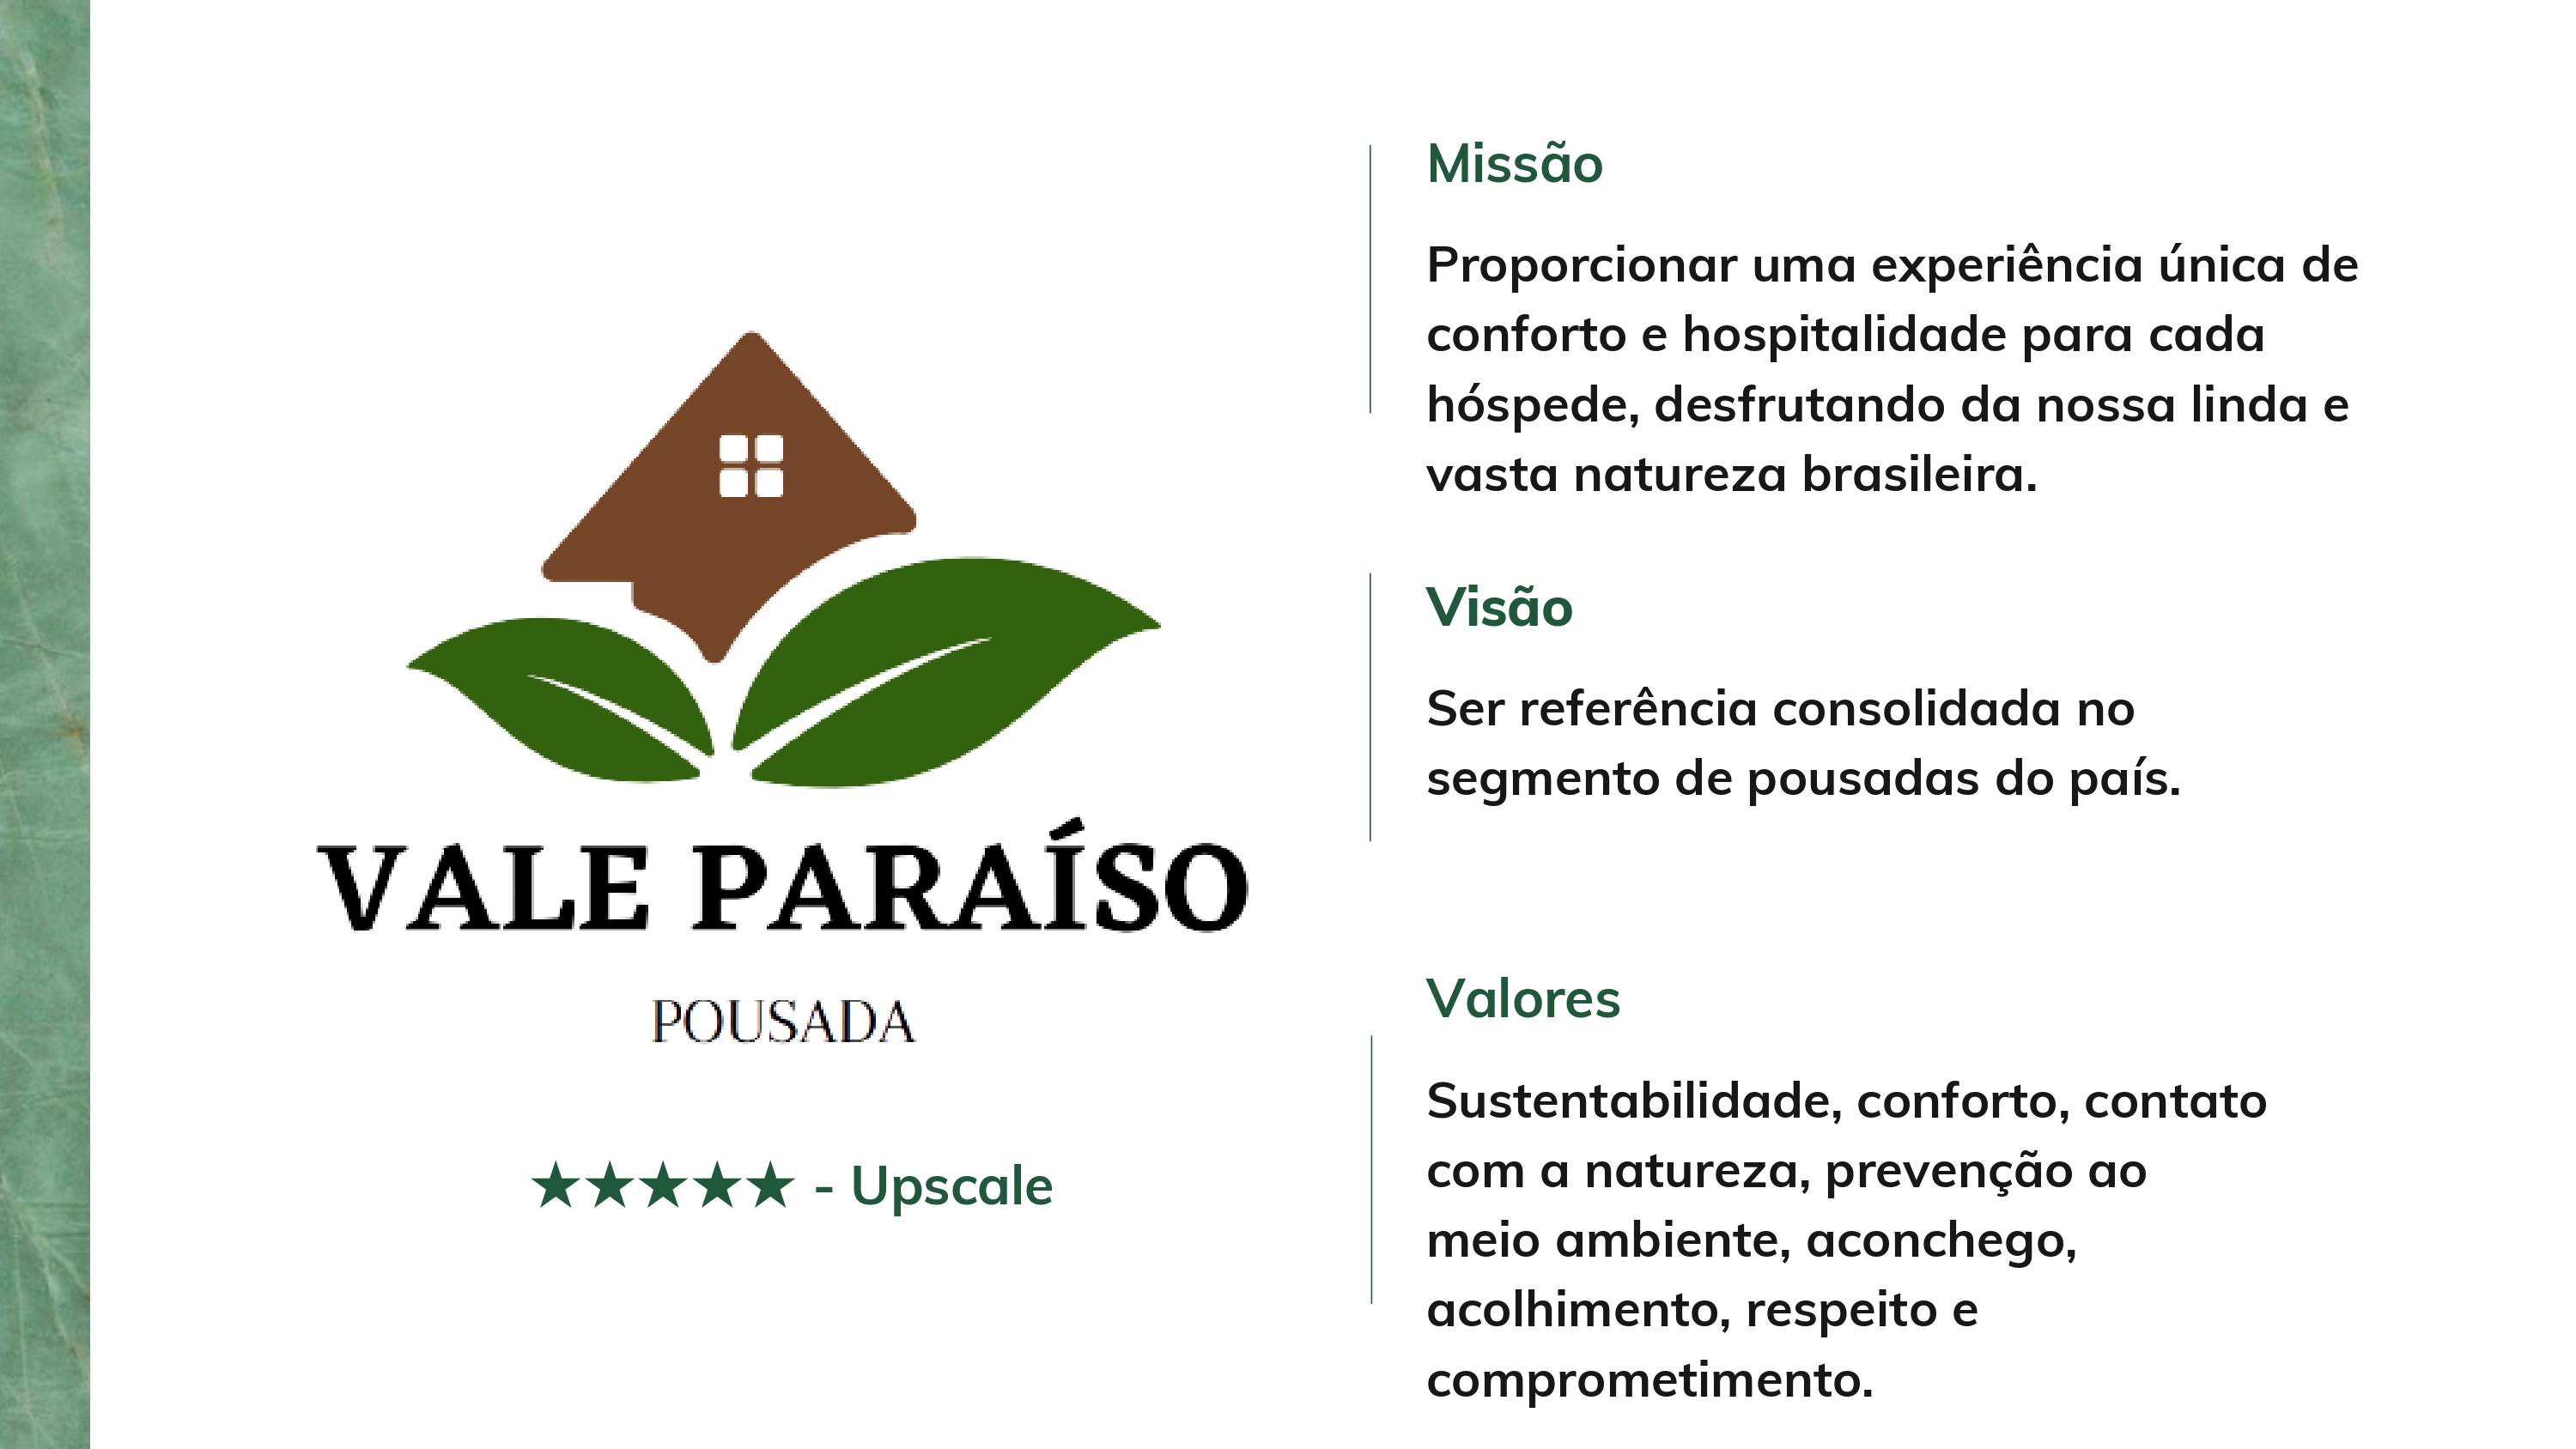 VALE PARAÍSO
POUSADA
★★★★★ - Upscale
Missão
Proporcionar uma experiência única de
conforto e hospitalidade para cada
hóspede, desfrutando da nossa linda e
vasta natureza brasileira.
Visão
Ser referência consolidada no
segmento de pousadas do país.
Valores
Sustentabilidade, conforto, contato
com a natureza, prevenção ao
meio ambiente, aconchego,
acolhimento, respeito e
comprometimento.